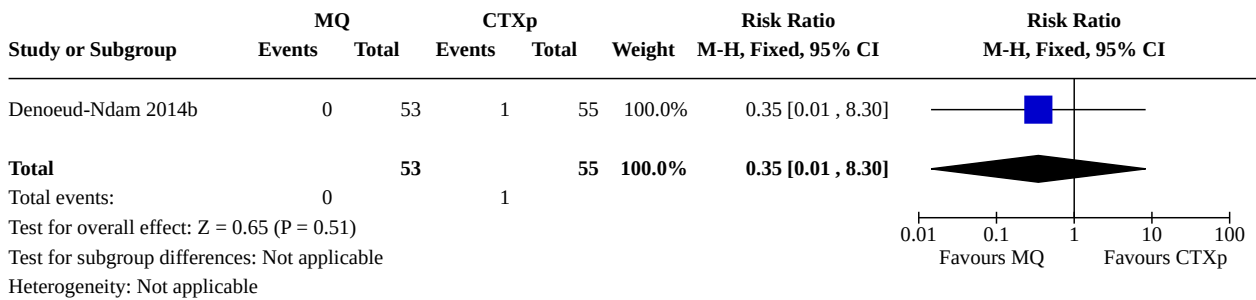 MQ CTXp Risk Ratio Risk Ratio
Study or Subgroup Events Total Events Total Weight M-H, Fixed, 95% CI M-H, Fixed, 95% CI
Denoeud-Ndam 2014b 0 53 1 55 100.0% 0.35 [0.01 , 8.30]
Total 53 55 100.0% 0.35 [0.01 , 8.30]
Total events: 0 1
Test for overall effect: Z = 0.65 (P = 0.51)
0.01 0.1 1 10 100
Test for subgroup differences: Not applicable Favours MQ Favours CTXp
Heterogeneity: Not applicable